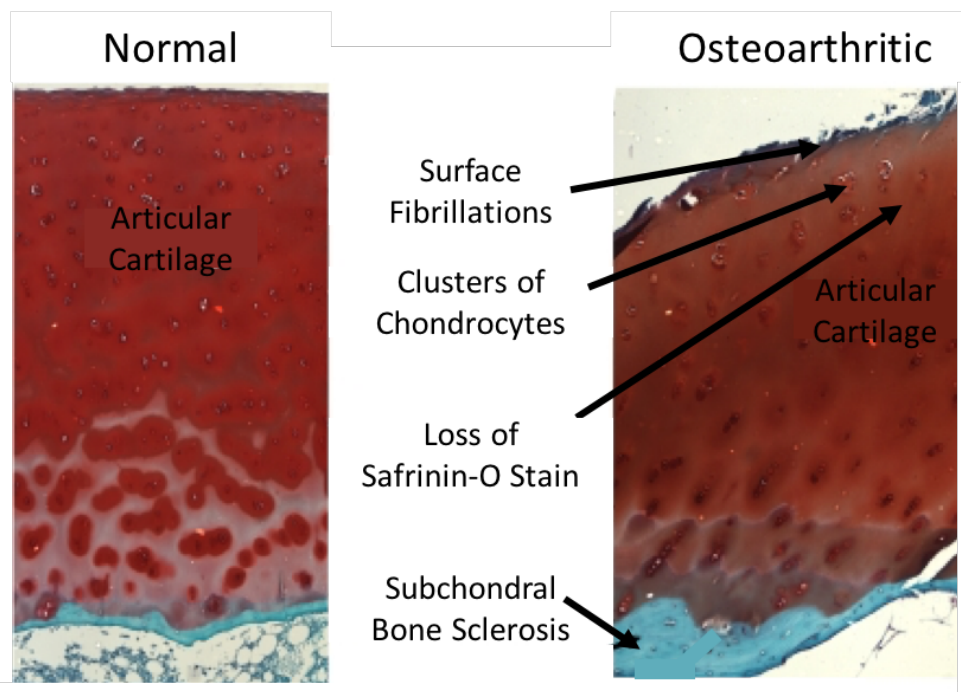 Normal
Osteoarthritic
Surface
Fibrillations
Articular
Cartilage
Clusters of
Chondrocytes
Articular
Cartilage
Loss of
Safrinin-O Stain
Subchondral
Bone Sclerosis